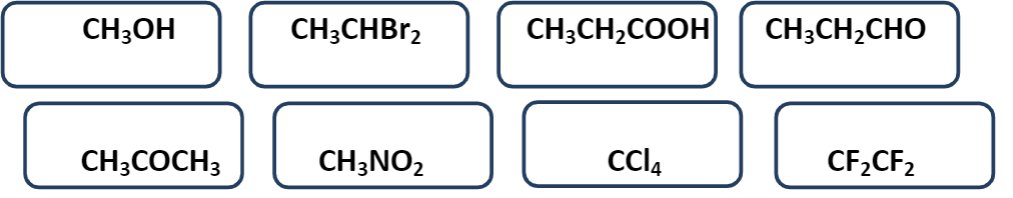 CH₃OH CH₃CHBr₂ CH₃CH₂COOH CH₃CH₂CHO
CH₃COCH₃ CH₃NO₂ CCl₄ CF₂CF₂